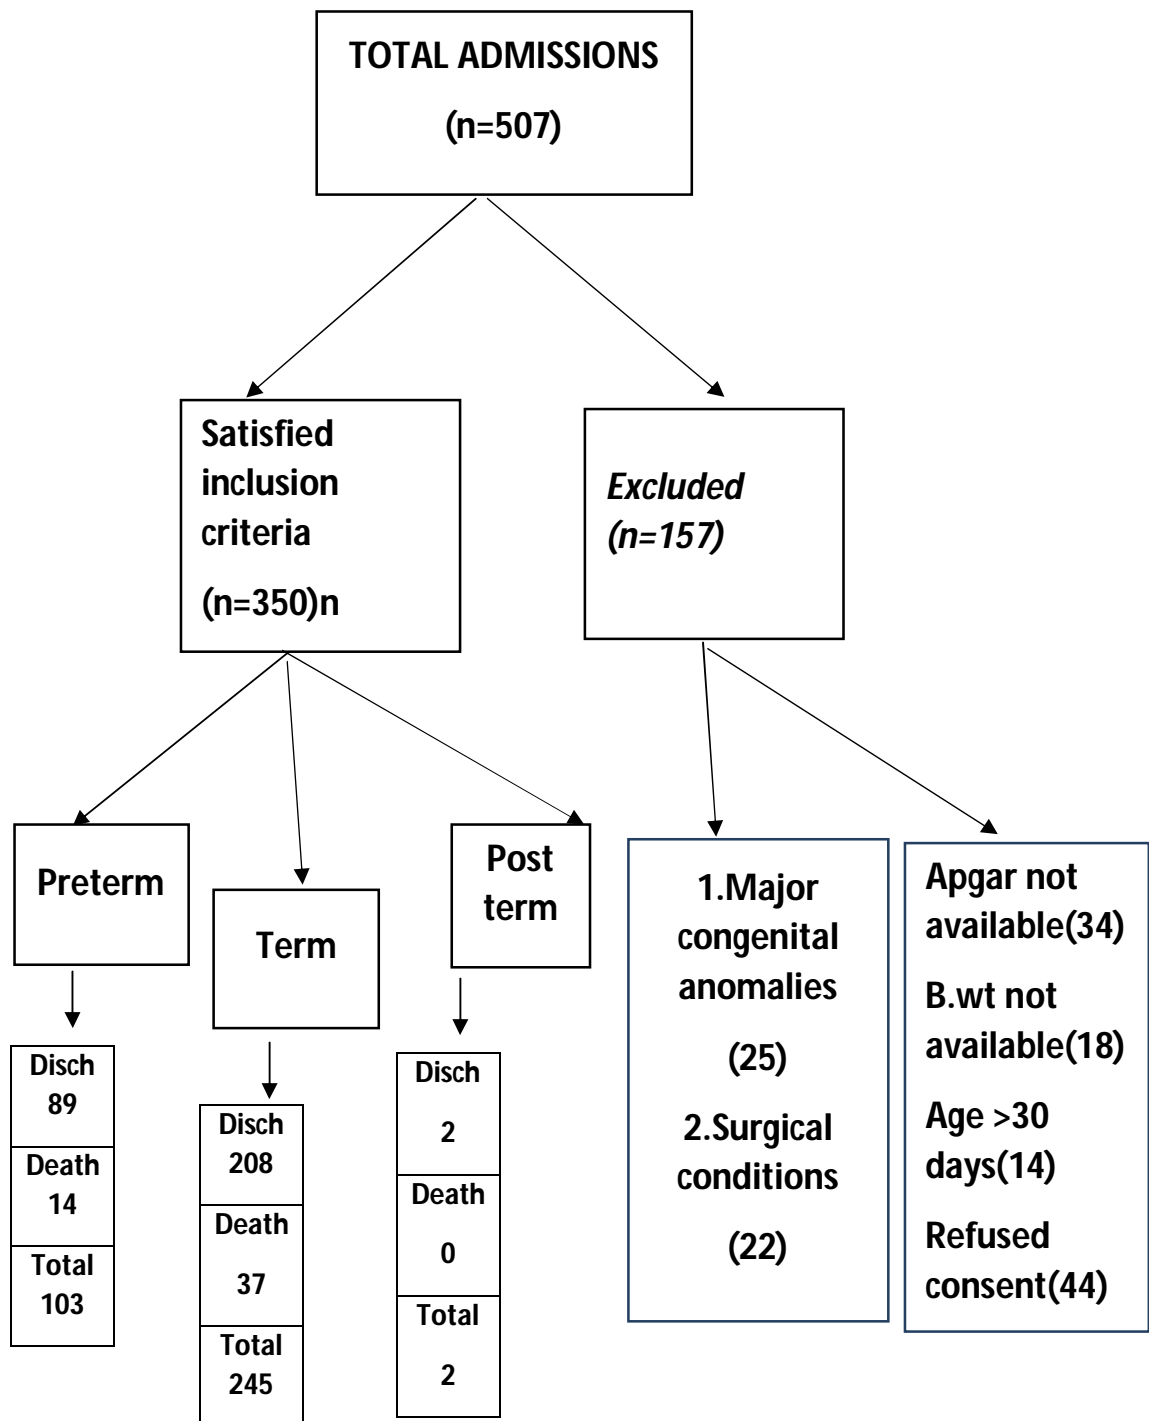 TOTAL ADMISSIONS
(n=507)
Satisfied
inclusion
criteria
(n=350)n
Excluded
(n=157)
Preterm
Term
Post
term
1.Major
congenital
anomalies
(25)
2.Surgical
conditions
(22)
Apgar not
available(34)
B.wt not
available(18)
Age >30
days(14)
Refused
consent(44)
Disch
89
Death
14
Total
103
Disch
208
Death
37
Total
245
Disch
2
Death
0
Total
2